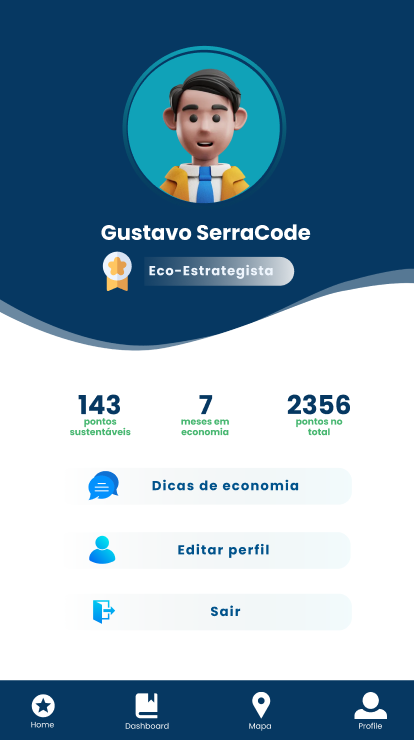 Gustavo SerraCode
Eco-Estrategista
143 7 2356
pontos meses em pontos no
sustentáveis economia total
Dicas de economia
Editar perfil
Sair
Home Dashboard Mapa Profile